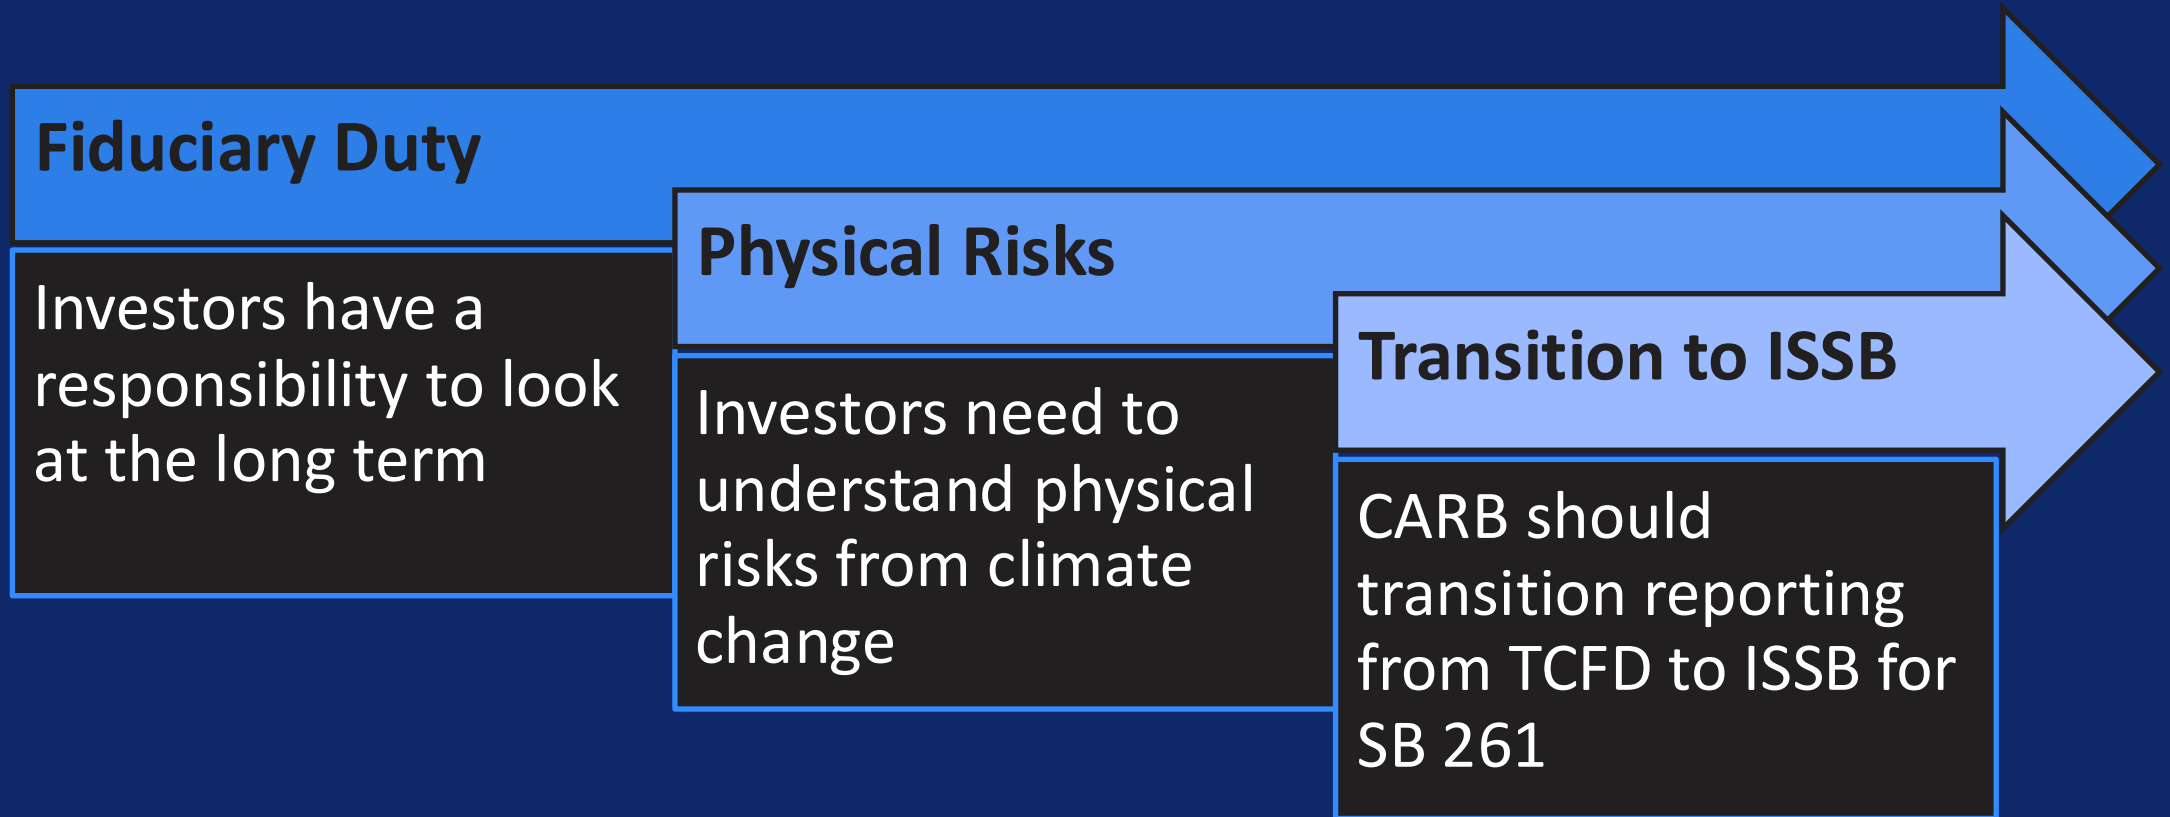 Fiduciary Duty
Investors have a
responsibility to look
at the long term
Physical Risks
Investors need to
understand physical
risks from climate
change
Transition to ISSB
CARB should
transition reporting
from TCFD to ISSB for
SB 261